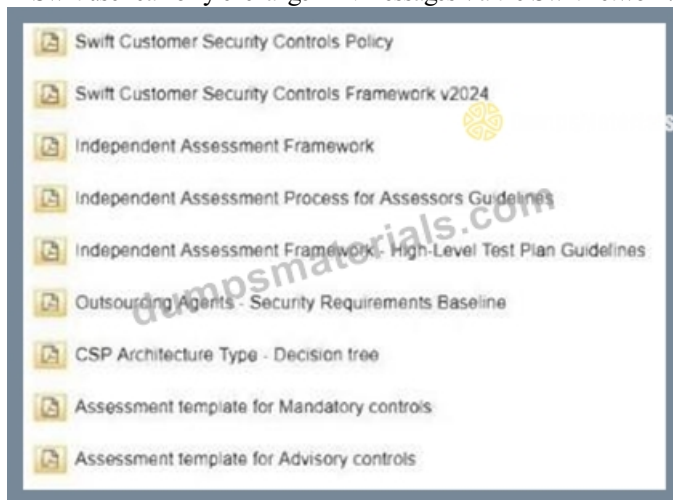 Swift Customer Security Controls Policy
Swift Customer Security Controls Framework v2024
Independent Assessment Framework
Independent Assessment Process for Assessors Guidelines
Independent Assessment Framework - High-Level Test Plan Guidelines
Outsourcing Agents - Security Requirements Baseline
CSP Architecture Type - Decision tree
Assessment template for Mandatory controls
Assessment template for Advisory controls
dumpsmaterials.com